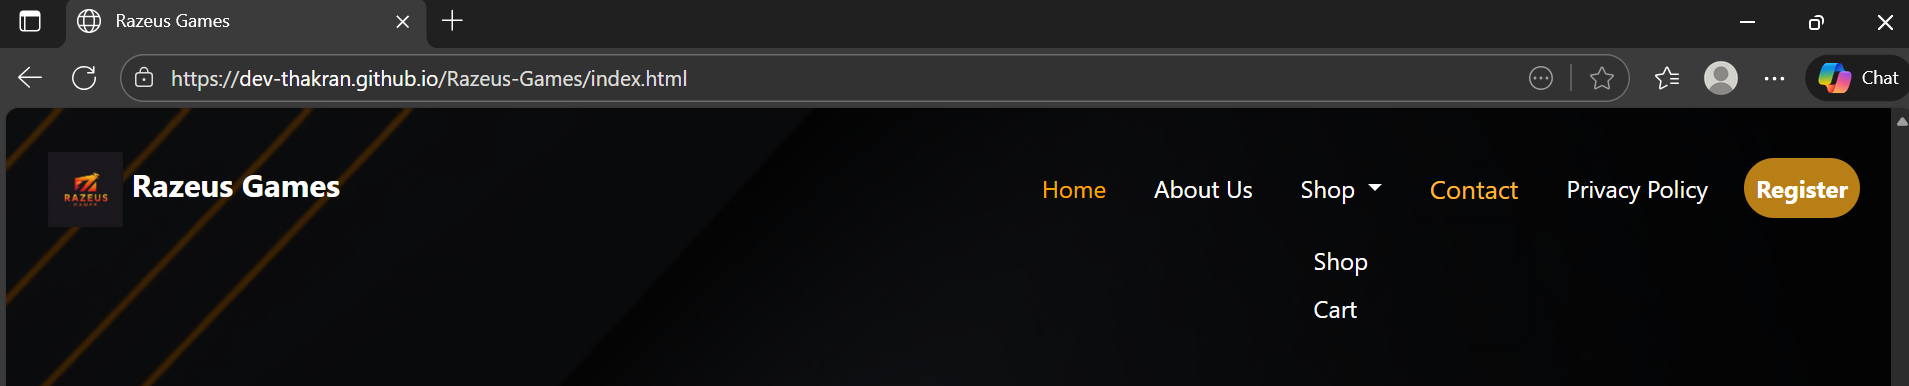 Razeus Games
https://dev-thakran.github.io/Razeus-Games/index.html
Chat
RAZEUS
GAMES
Razeus Games
Home About Us Shop Contact Privacy Policy Register
Shop
Cart